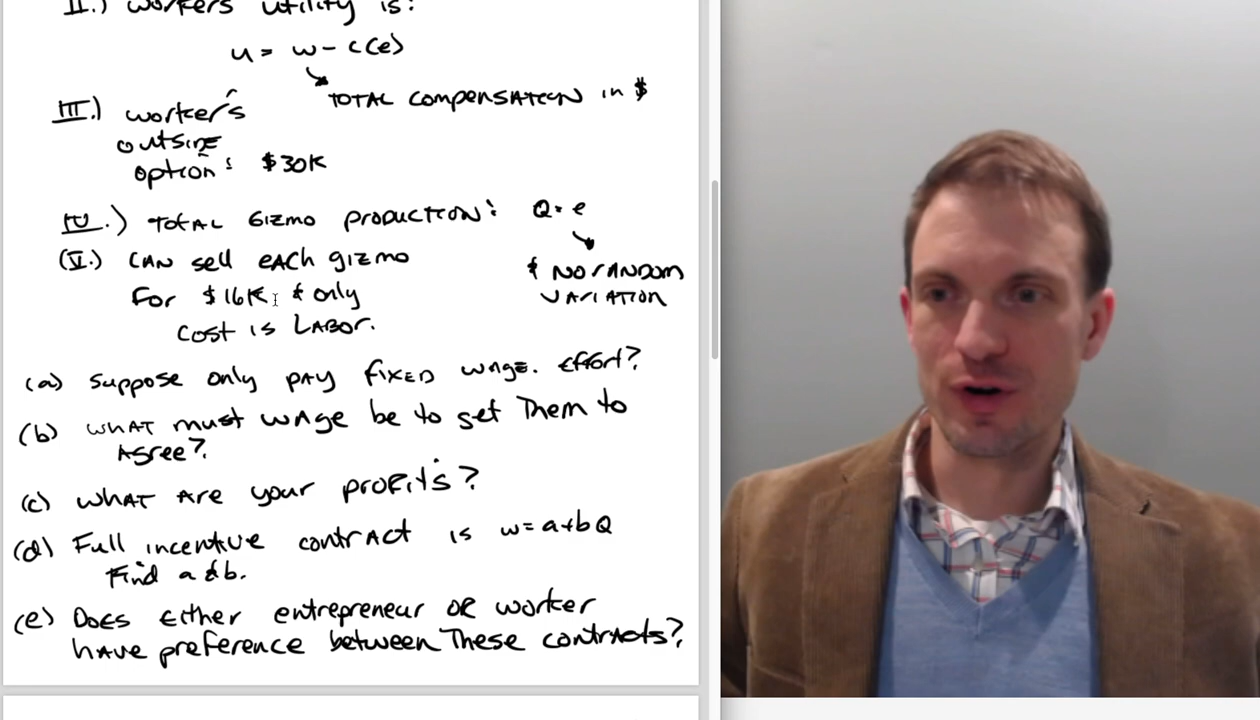 II.) workers utility is:
u = w - c(e)
TOTAL COMPENSATION in $
III.) worker's
outside
option: $30K
IV.) TOTAL GIZMO PRODUCTION: Q = e
(V.) CAN sell EACH gizmo
& NO RANDOM
For $16K & only
VARIATION
COST is LABOR.
(a) Suppose only pay fixed wage. Effort?
(b) WHAT must wage be to get them to
Agree?
(c) WHAT ARE your profits?
(d) Full incentive contract is w = a+bQ
Find a & b.
(e) Does Either entrepreneur OR worker
have preference between These contracts?